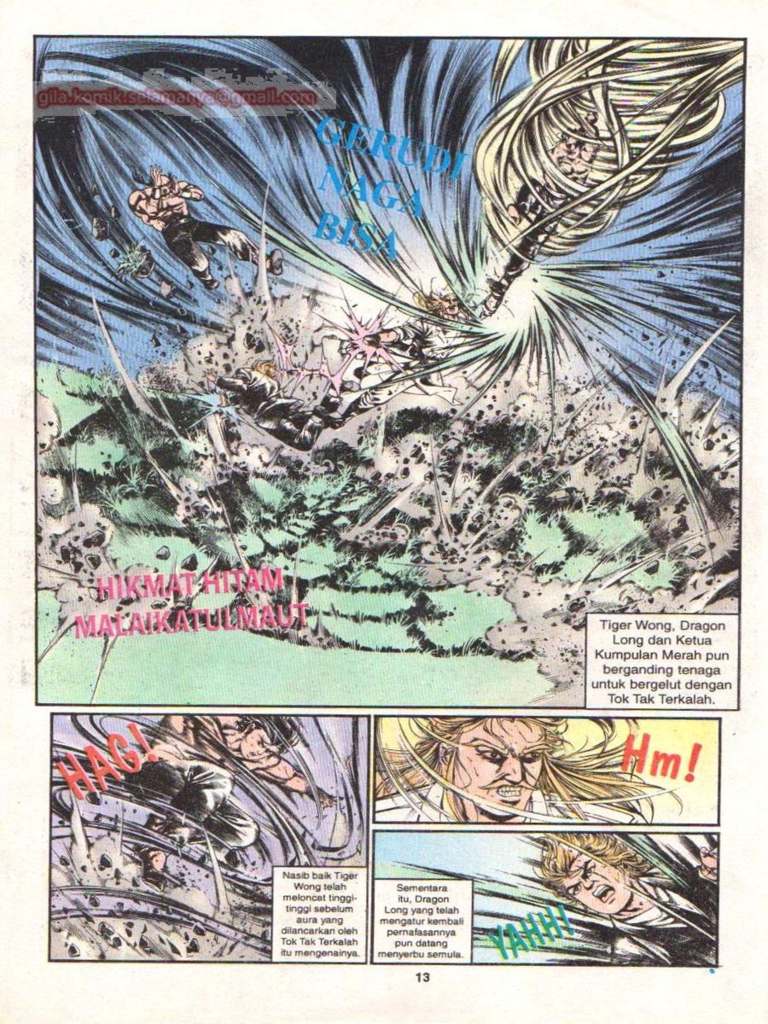 gila.komik.selamanya@gmail.com
GERUDI
NAGA
BISA
HIKMAT HITAM
MALAIKATULMAUT
Tiger Wong, Dragon
Long dan Ketua
Kumpulan Merah pun
berganding tenaga
untuk bergelut dengan
Tok Tak Terkalah.
HAG!
Nasib baik Tiger
Wong telah
meloncat tinggi-
tinggi sebelum
aura yang
dilancarkan oleh
Tok Tak Terkalah
itu mengenainya.
Hm!
Sementara
itu, Dragon
Long yang telah
mengatur kembali
pernafasannya
pun datang
menyerbu semula.
YAHH!
13